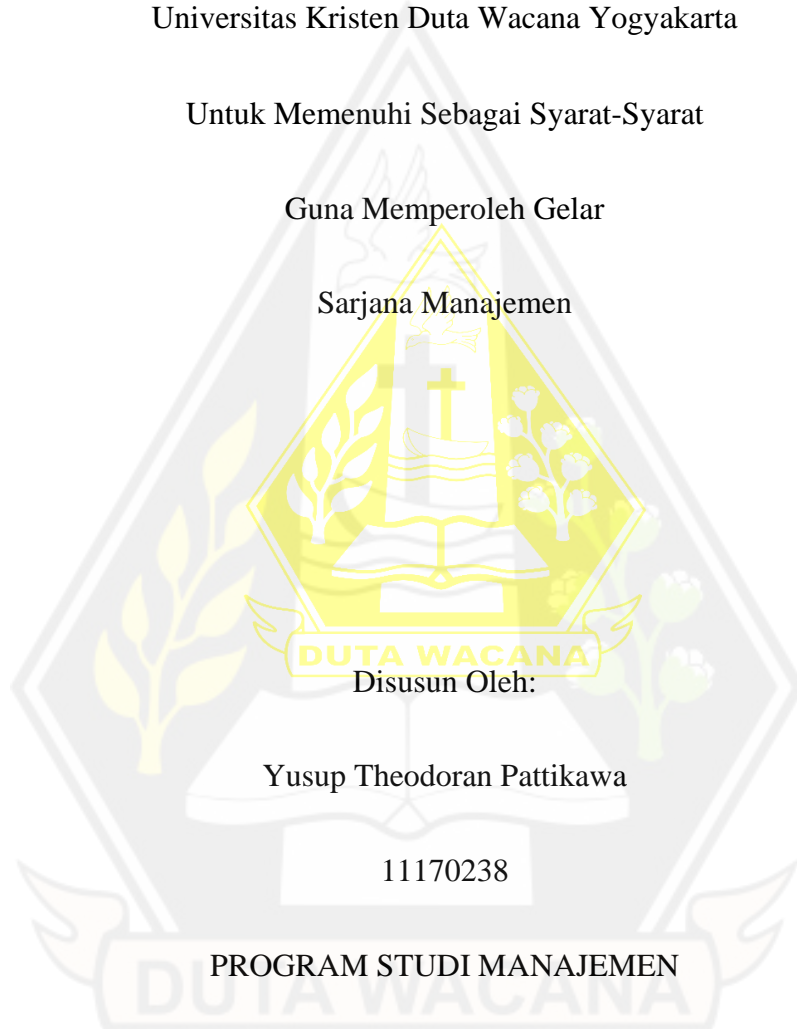 Universitas Kristen Duta Wacana Yogyakarta
Untuk Memenuhi Sebagai Syarat-Syarat
Guna Memperoleh Gelar
Sarjana Manajemen
DUTA WACANA
Disusun Oleh:
Yusup Theodoran Pattikawa
11170238
PROGRAM STUDI MANAJEMEN
DUTA WACANA